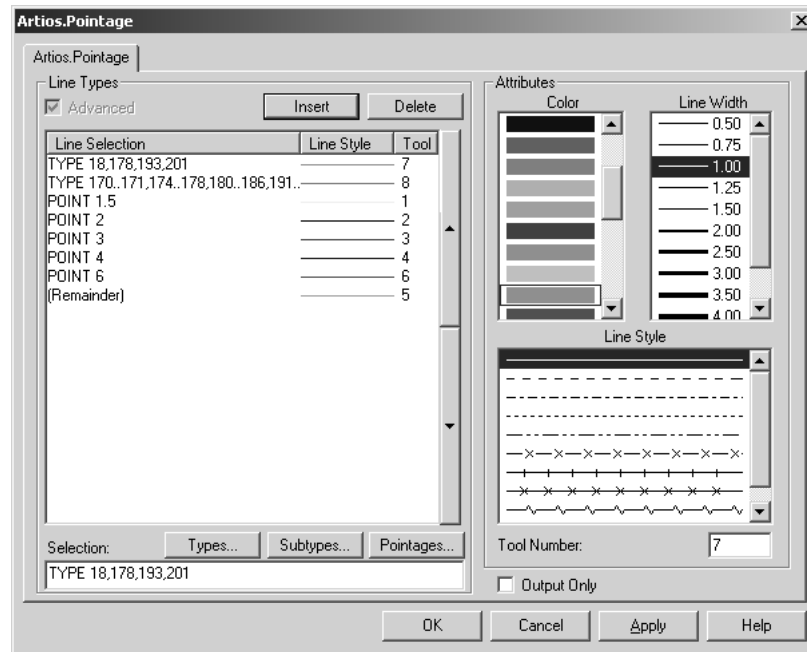 Artios.Pointage
Artios.Pointage
Line Types
Advanced
Insert
Delete
Line Selection Line Style Tool
TYPE 18,178,193,201 7
TYPE 170..171,174..178,180..186,191.. 8
POINT 1.5 1
POINT 2 2
POINT 3 3
POINT 4 4
POINT 6 6
(Remainder) 5
Selection:
Types...
Subtypes...
Pointages...
TYPE 18,178,193,201
Attributes
Color
Line Width
0.50
0.75
1.00
1.25
1.50
2.00
2.50
3.00
3.50
4.00
Line Style
Tool Number: 7
Output Only
OK
Cancel
Apply
Help